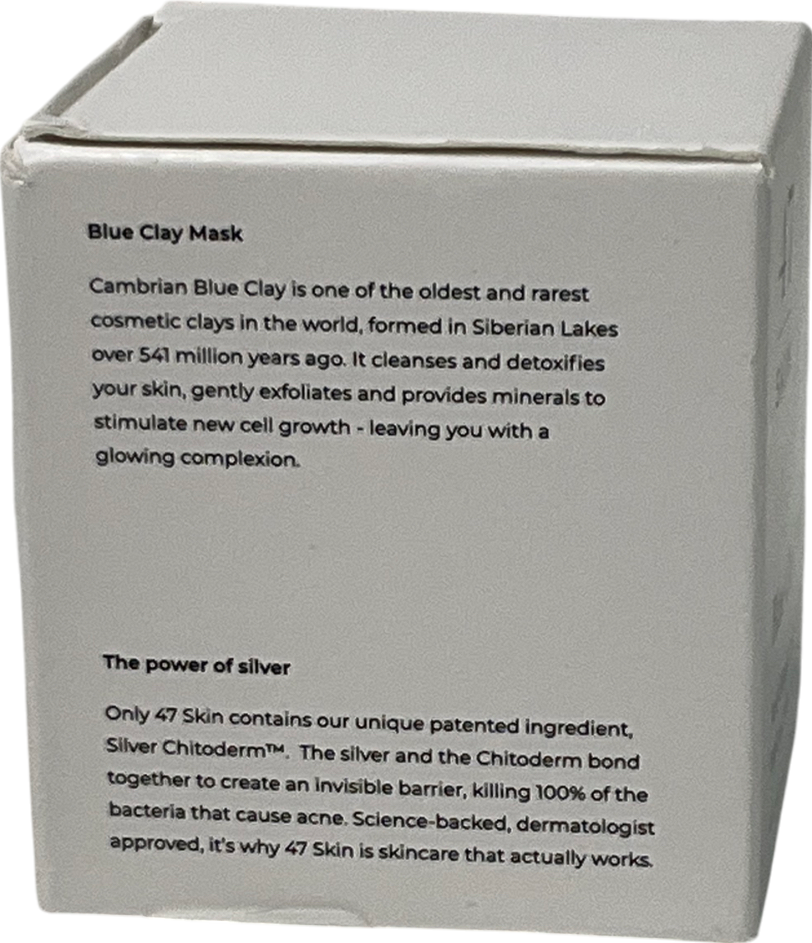 Blue Clay Mask
Cambrian Blue Clay is one of the oldest and rarest
cosmetic clays in the world, formed in Siberian Lakes
over 541 million years ago. It cleanses and detoxifies
your skin, gently exfoliates and provides minerals to
stimulate new cell growth - leaving you with a
glowing complexion.
The power of silver
Only 47 Skin contains our unique patented ingredient,
Silver Chitoderm™. The silver and the Chitoderm bond
together to create an invisible barrier, killing 100% of the
bacteria that cause acne. Science-backed, dermatologist
approved, it's why 47 Skin is skincare that actually works.